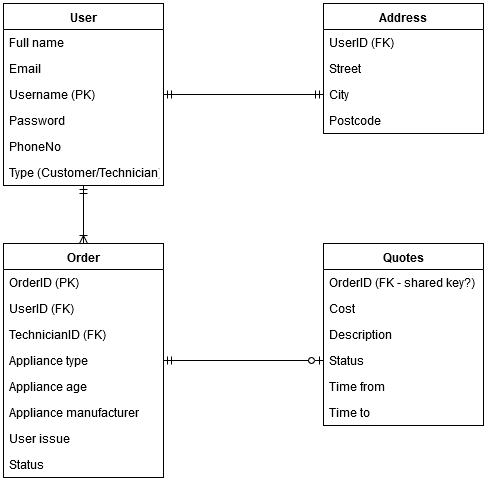 User
Full name
Email
Username (PK)
Password
PhoneNo
Type (Customer/Technician)
Address
UserID (FK)
Street
City
Postcode
Order
OrderID (PK)
UserID (FK)
TechnicianID (FK)
Appliance type
Appliance age
Appliance manufacturer
User issue
Status
Quotes
OrderID (FK - shared key?)
Cost
Description
Status
Time from
Time to